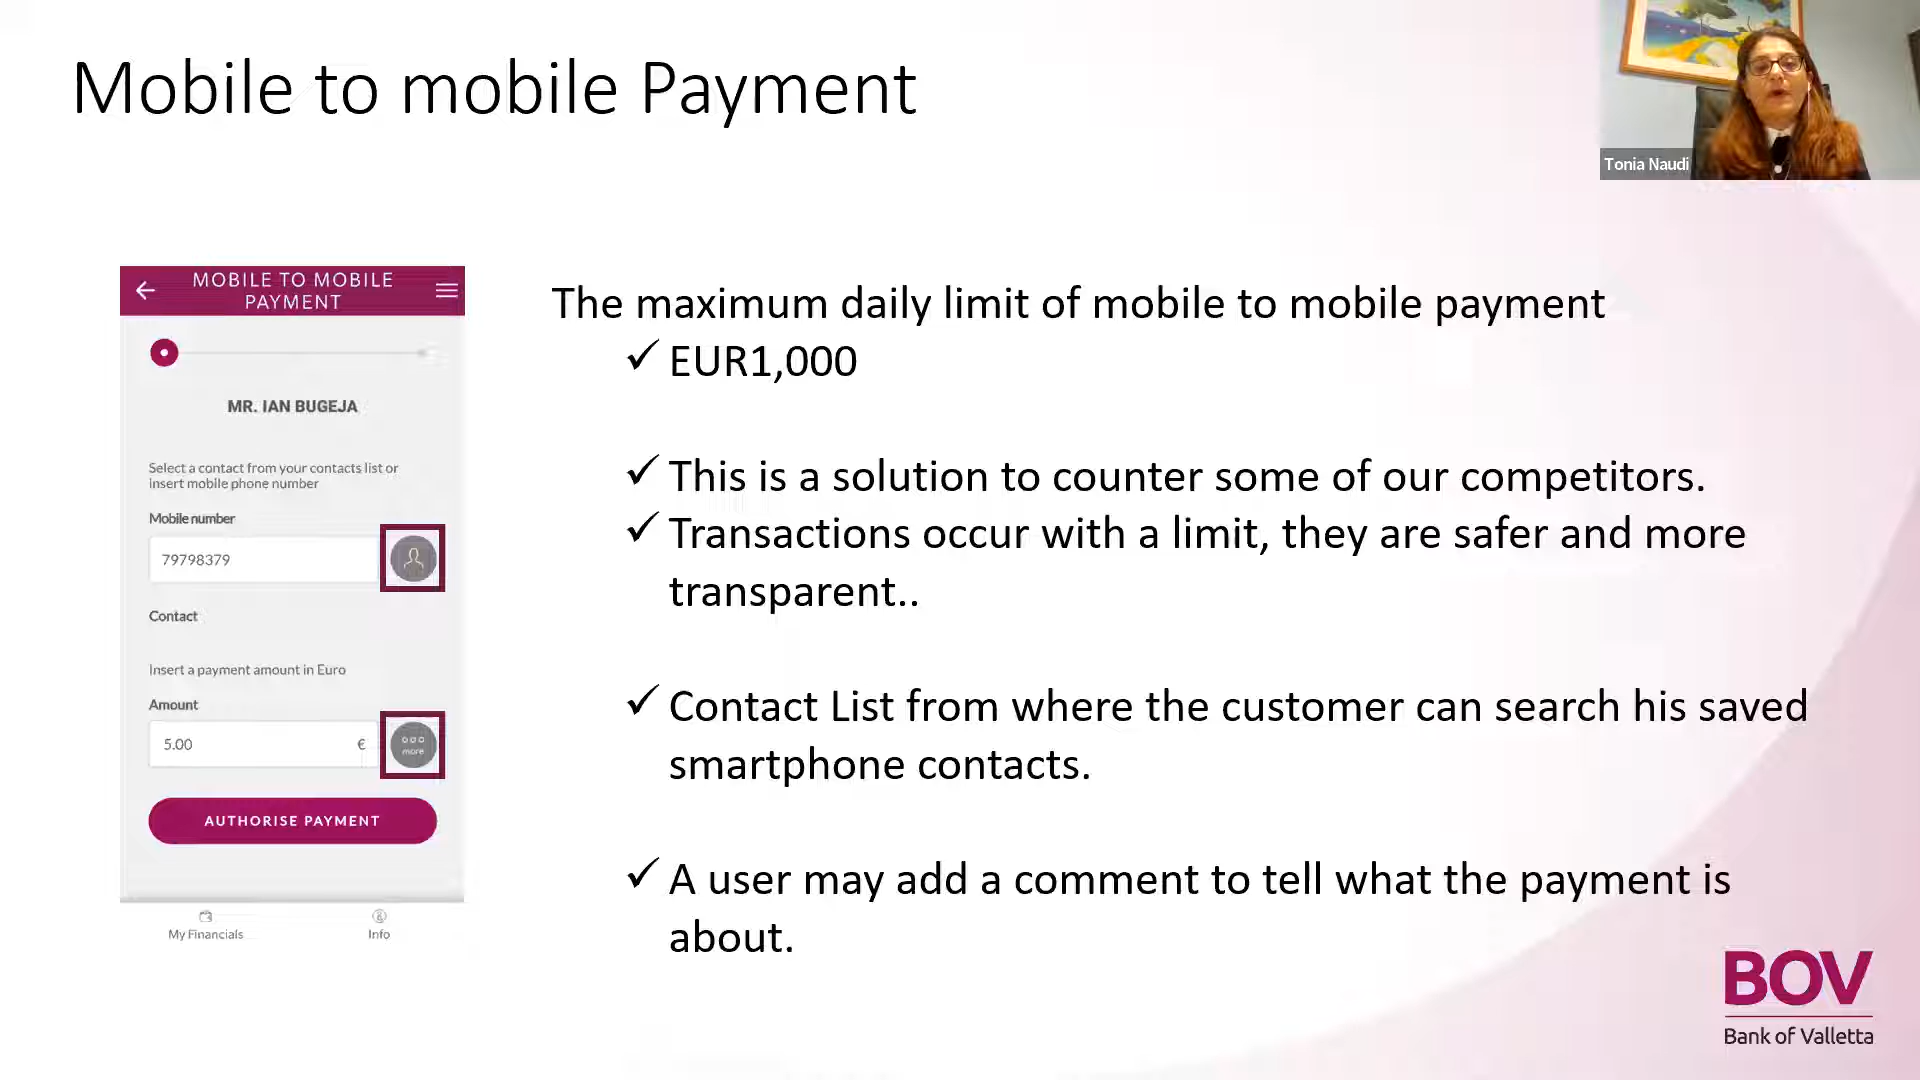 Mobile to mobile Payment
Tonia Naudi
MOBILE TO MOBILE
PAYMENT
MR. IAN BUGEJA
Select a contact from your contacts list or
insert mobile phone number
Mobile number
79798379
Contact
Insert a payment amount in Euro
Amount
5.00 €
more
AUTHORISE PAYMENT
My Financials
Info
The maximum daily limit of mobile to mobile payment
✓ EUR1,000
✓ This is a solution to counter some of our competitors.
✓ Transactions occur with a limit, they are safer and more
transparent..
✓ Contact List from where the customer can search his saved
smartphone contacts.
✓ A user may add a comment to tell what the payment is
about.
BOV
Bank of Valletta